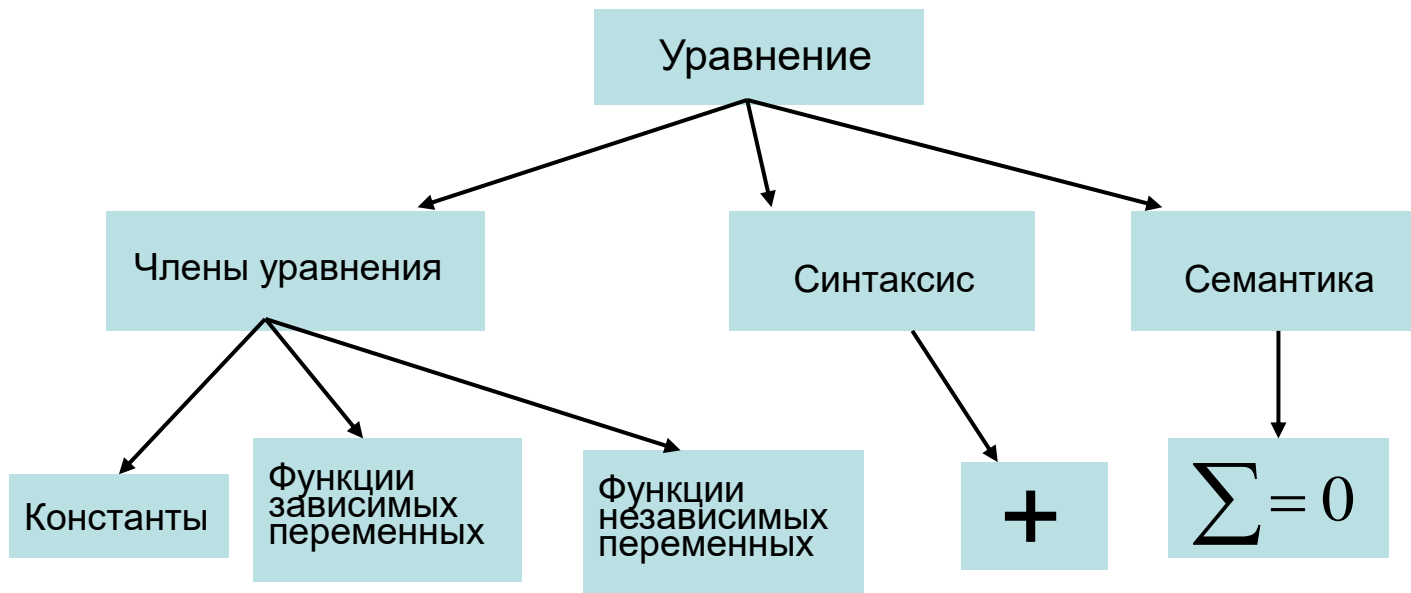 Уравнение
Члены уравнения
Синтаксис
Семантика
Константы
Функции
зависимых
переменных
Функции
независимых
переменных
+
∑ = 0